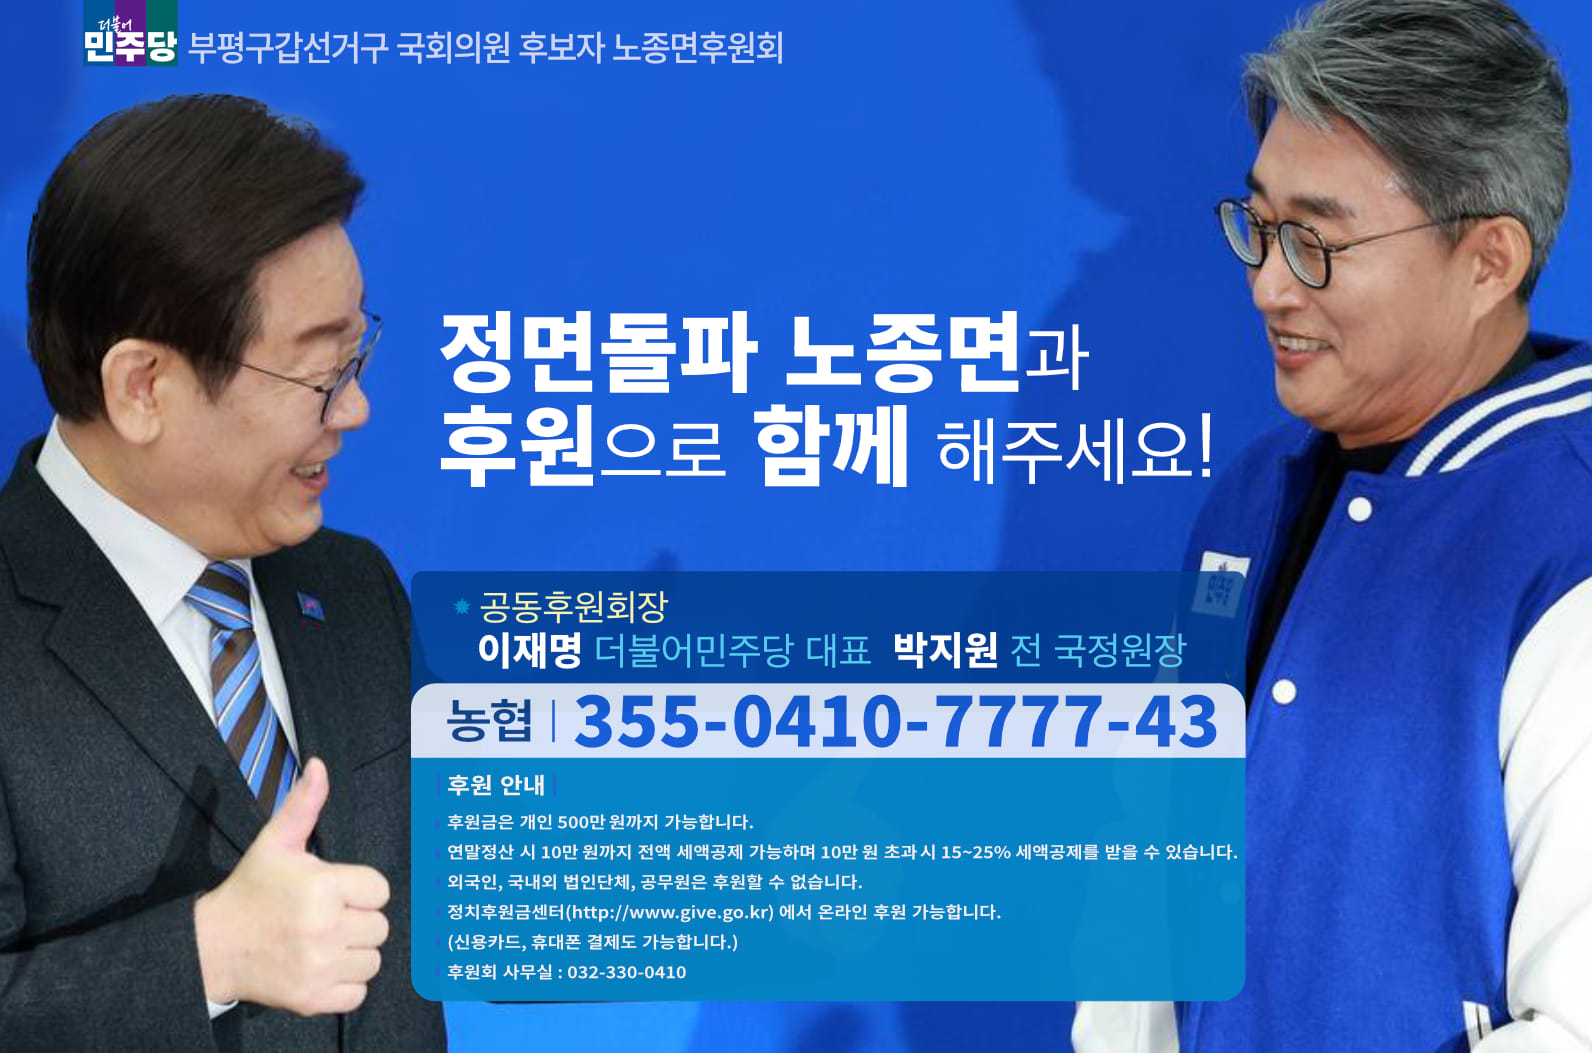 더불어
민주당 부평구갑선거구 국회의원 후보자 노종면후원회
정면돌파 노종면과
후원으로 함께 해주세요!
공동후원회장
이재명 더불어민주당 대표 박지원 전 국정원장
농협 | 355-0410-7777-43
| 후원 안내 |
후원금은 개인 500만 원까지 가능합니다.
연말정산 시 10만 원까지 전액 세액공제 가능하며 10만 원 초과 시 15~25% 세액공제를 받을 수 있습니다.
외국인, 국내외 법인단체, 공무원은 후원할 수 없습니다.
정치후원금센터(http://www.give.go.kr) 에서 온라인 후원 가능합니다.
(신용카드, 휴대폰 결제도 가능합니다.)
후원회 사무실 : 032-330-0410
민주당